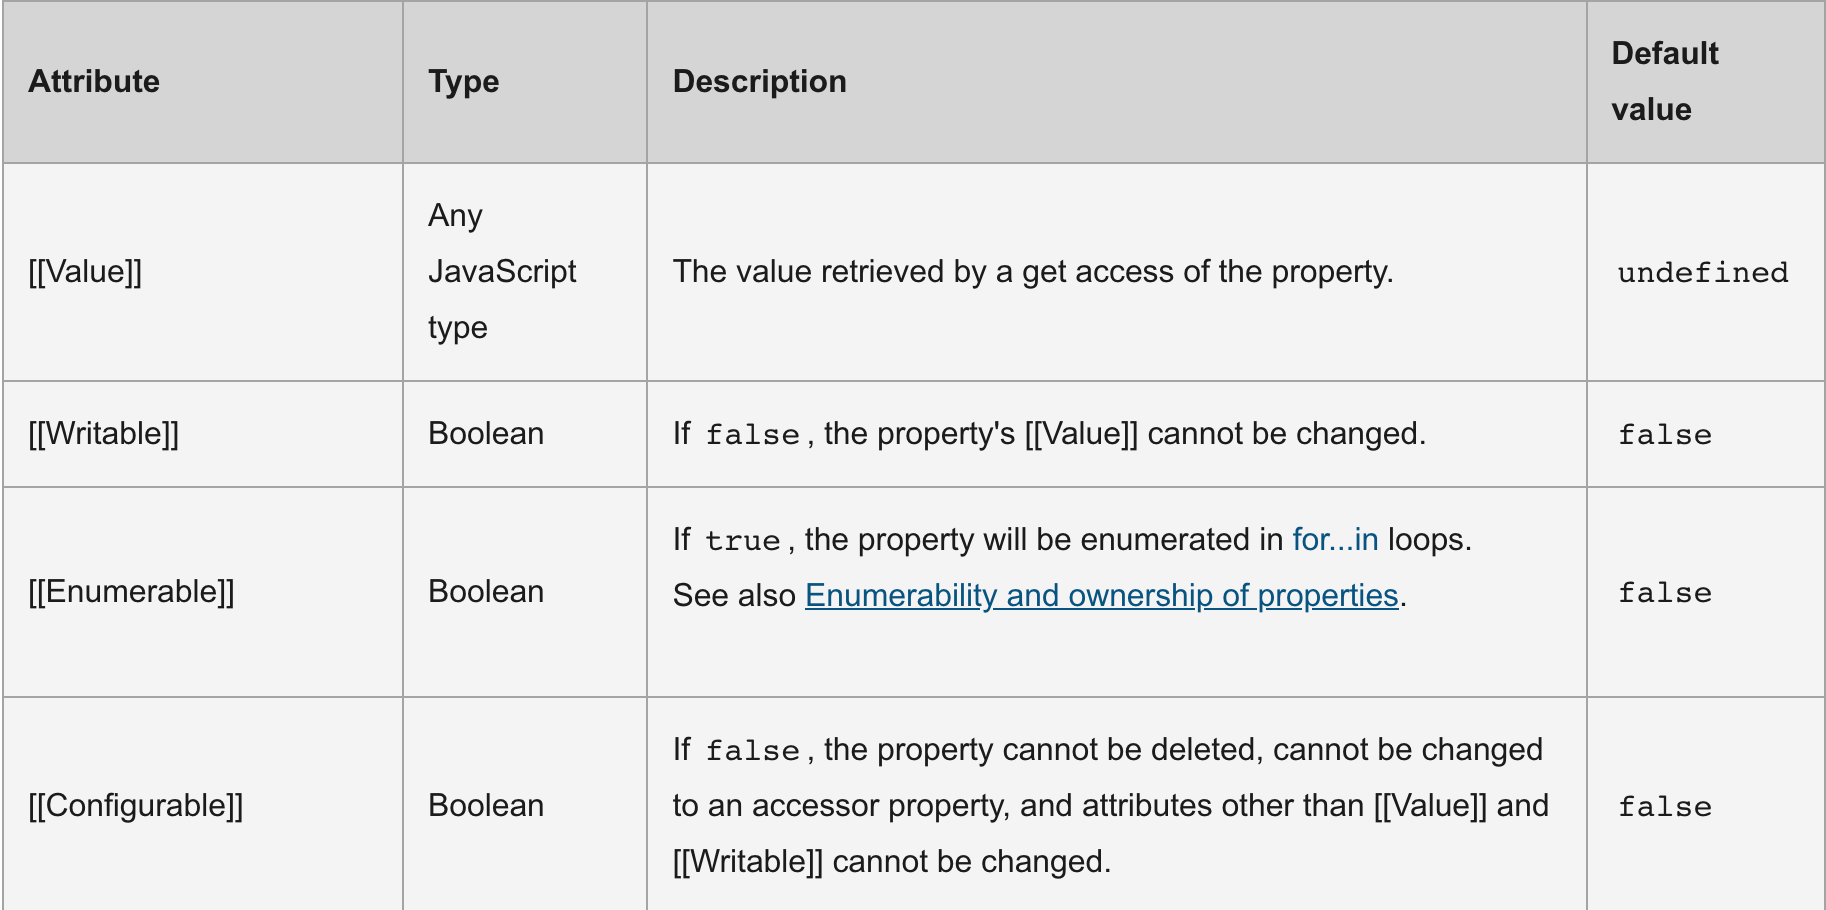 Attribute
Type
Description
Default
value
[[Value]]
Any
JavaScript
type
The value retrieved by a get access of the property.
undefined
[[Writable]]
Boolean
If false, the property's [[Value]] cannot be changed.
false
[[Enumerable]]
Boolean
If true, the property will be enumerated in for...in loops.
See also Enumerability and ownership of properties.
false
[[Configurable]]
Boolean
If false, the property cannot be deleted, cannot be changed
to an accessor property, and attributes other than [[Value]] and
[[Writable]] cannot be changed.
false